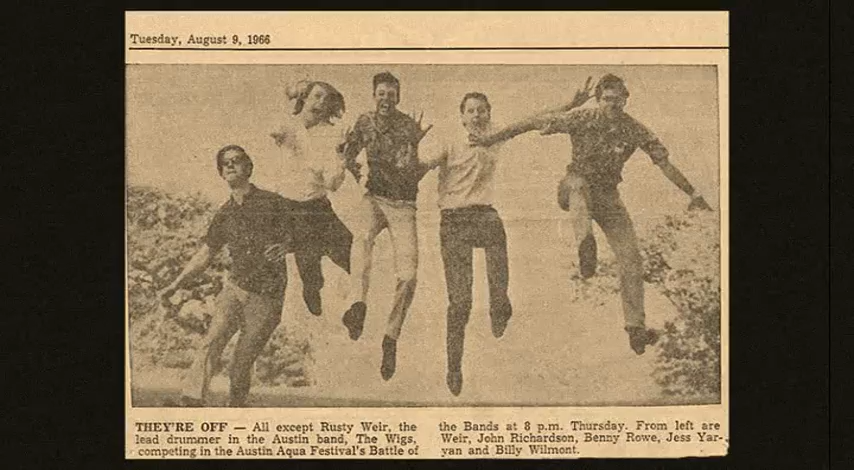 Tuesday, August 9, 1966
THEY'RE OFF — All except Rusty Weir, the
lead drummer in the Austin band, The Wigs,
competing in the Austin Aqua Festival's Battle of
the Bands at 8 p.m. Thursday. From left are
Weir, John Richardson, Benny Rowe, Jess Yar-
yan and Billy Wilmont.